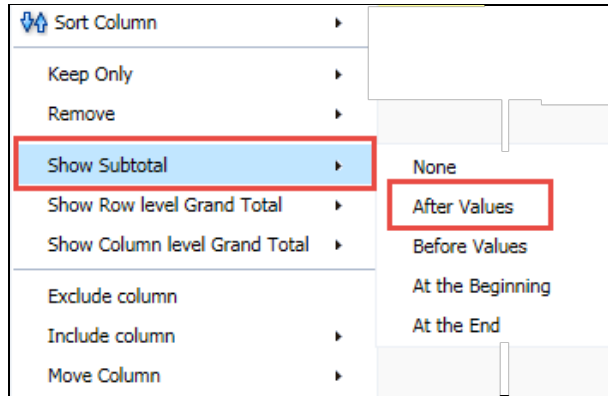 Sort Column
Keep Only
Remove
Show Subtotal
Show Row level Grand Total
Show Column level Grand Total
Exclude column
Include column
Move Column
None
After Values
Before Values
At the Beginning
At the End